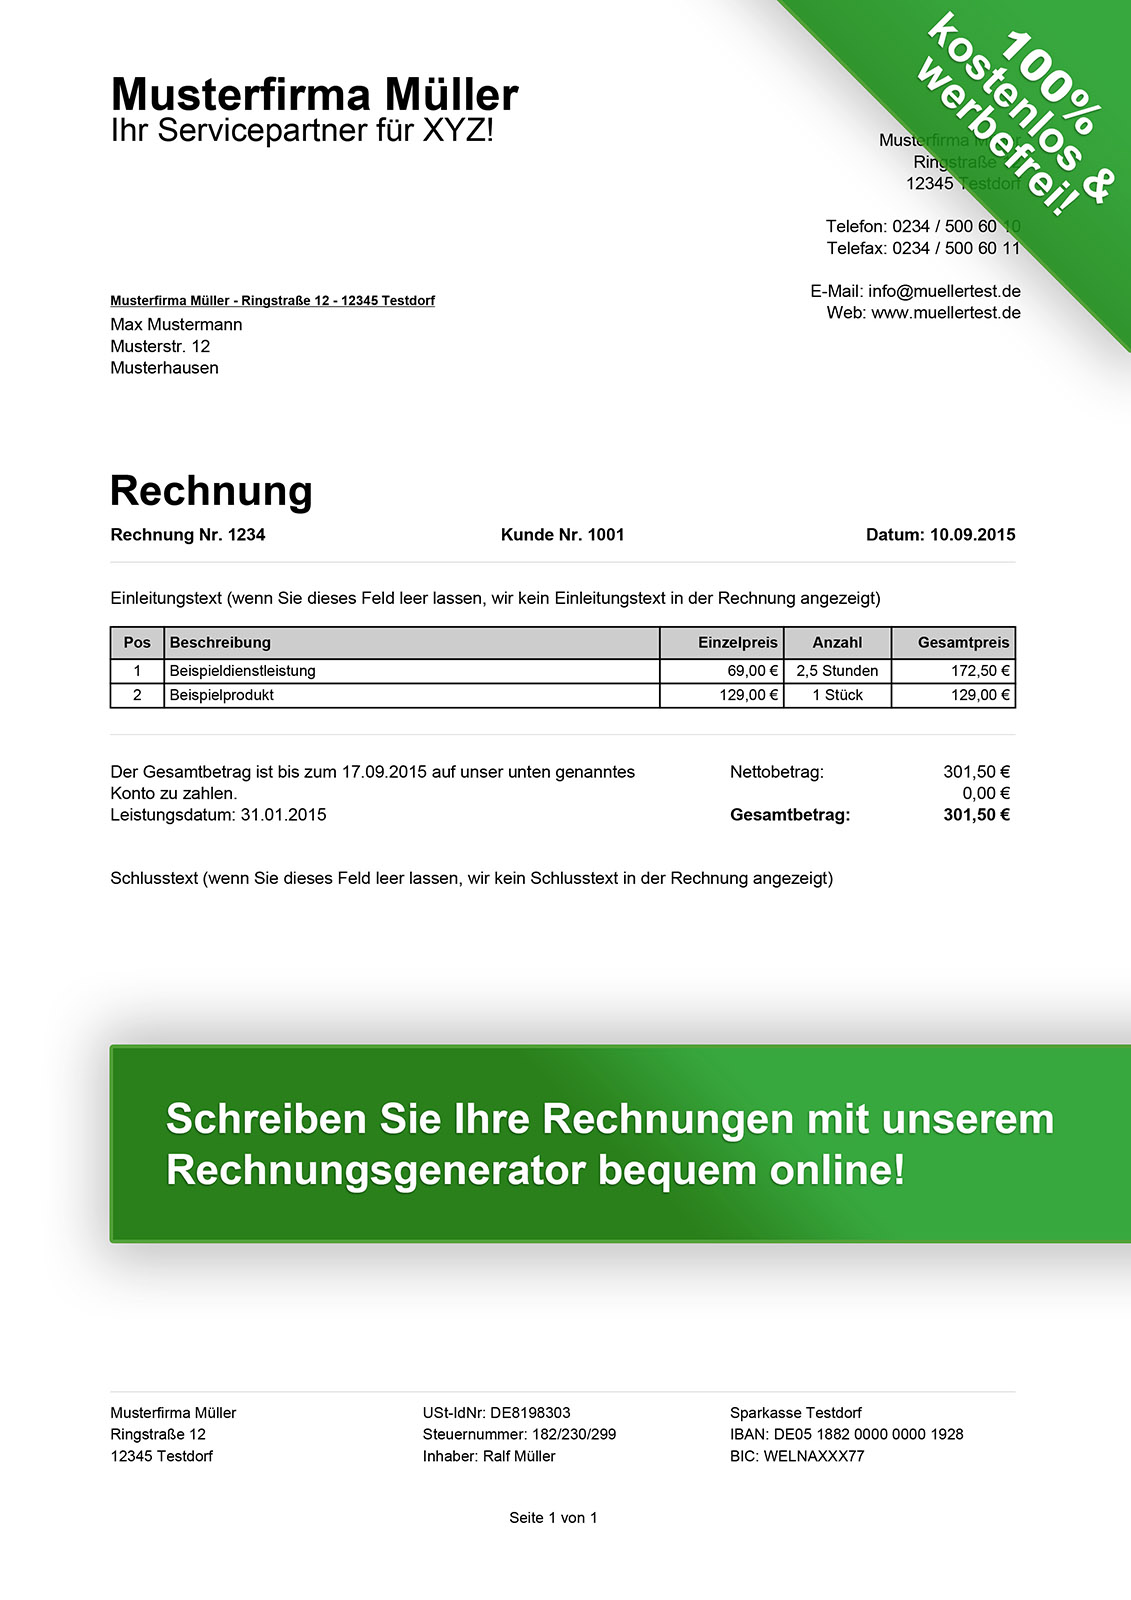 100%
kostenlos &
werbefrei!
Musterfirma Müller
Ihr Servicepartner für XYZ!
Musterfirma Müller
Ringstraße
12345 Testdorf
Telefon: 0234 / 500 60 10
Telefax: 0234 / 500 60 11
E-Mail: info@muellertest.de
Web: www.muellertest.de
Musterfirma Müller - Ringstraße 12 - 12345 Testdorf
Max Mustermann
Musterstr. 12
Musterhausen
Rechnung
Rechnung Nr. 1234 Kunde Nr. 1001 Datum: 10.09.2015
Einleitungstext (wenn Sie dieses Feld leer lassen, wir kein Einleitungstext in der Rechnung angezeigt)
Pos Beschreibung Einzelpreis Anzahl Gesamtpreis
1 Beispieldienstleistung 69,00 € 2,5 Stunden 172,50 €
2 Beispielprodukt 129,00 € 1 Stück 129,00 €
Der Gesamtbetrag ist bis zum 17.09.2015 auf unser unten genanntes
Konto zu zahlen.
Leistungsdatum: 31.01.2015
Nettobetrag: 301,50 €
0,00 €
Gesamtbetrag: 301,50 €
Schlusstext (wenn Sie dieses Feld leer lassen, wir kein Schlusstext in der Rechnung angezeigt)
Schreiben Sie Ihre Rechnungen mit unserem
Rechnungsgenerator bequem online!
Musterfirma Müller
Ringstraße 12
12345 Testdorf
USt-IdNr: DE8198303
Steuernummer: 182/230/299
Inhaber: Ralf Müller
Sparkasse Testdorf
IBAN: DE05 1882 0000 0000 1928
BIC: WELNAXXX77
Seite 1 von 1